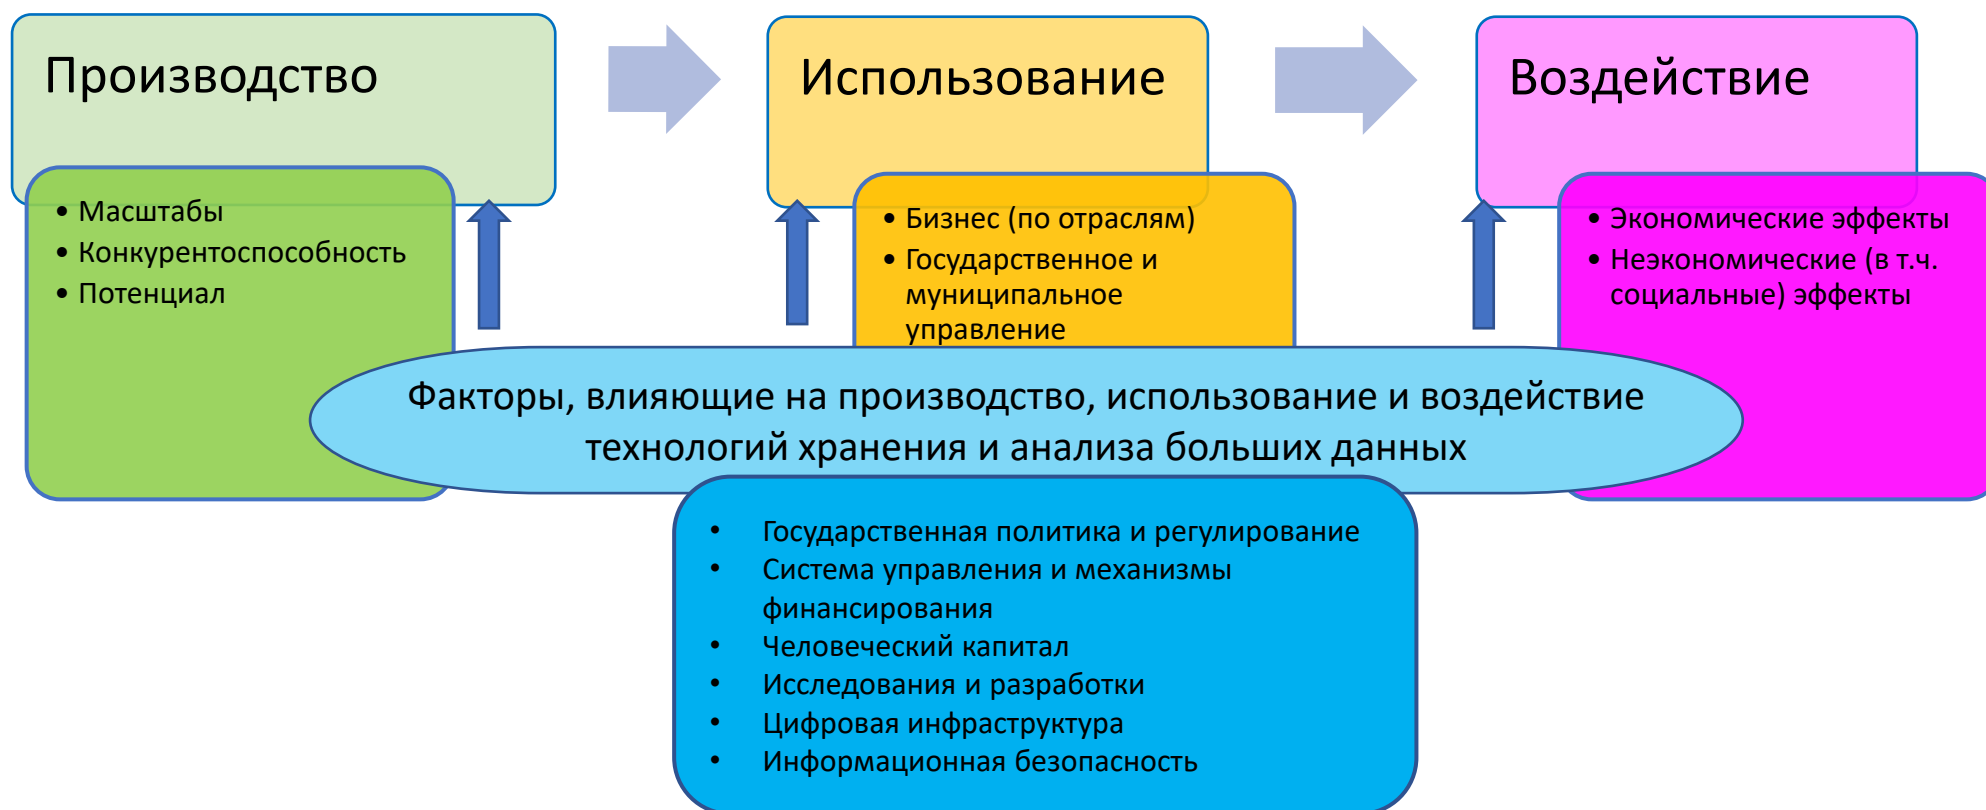 Производство
Использование
Воздействие
• Масштабы
• Конкурентоспособность
• Потенциал
• Бизнес (по отраслям)
• Государственное и
муниципальное
управление
• Экономические эффекты
• Неэкономические (в т.ч.
социальные) эффекты
Факторы, влияющие на производство, использование и воздействие
технологий хранения и анализа больших данных
• Государственная политика и регулирование
• Система управления и механизмы
финансирования
• Человеческий капитал
• Исследования и разработки
• Цифровая инфраструктура
• Информационная безопасность